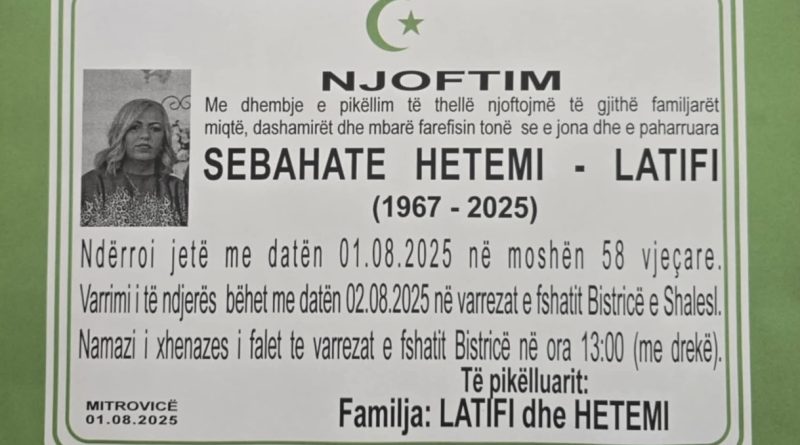 NJOFTIM
Me dhembje e pikëllim të thellë njoftojmë të gjithë familjarët
miqtë, dashamirët dhe mbarë farefisin tonë se e jona dhe e paharruara
SEBAHATE HETEMI - LATIFI
(1967 - 2025)
Ndërroi jetë me datën 01.08.2025 në moshën 58 vjeçare.
Varrimi i të ndjerës bëhet me datën 02.08.2025 në varrezat e fshatit Bistricë e Shalesl.
Namazi i xhenazes i falet te varrezat e fshatit Bistricë në ora 13:00 (me drekë).
Të pikëlluarit:
Familja: LATIFI dhe HETEMI
MITROVICË
01.08.2025